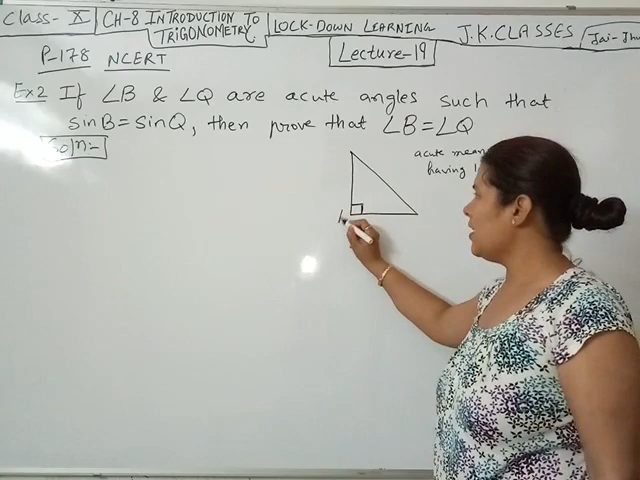 Class- X
CH-8 INTRODUCTION TO
TRIGONOMETRY.
LOCK-DOWN LEARNING
J.K.CLASSES
Lecture-19
P-178 NCERT
Ex2 If ∠B & ∠Q are acute angles such that
sinB=sinQ, then prove that ∠B=∠Q
Soln:-
acute mean
having